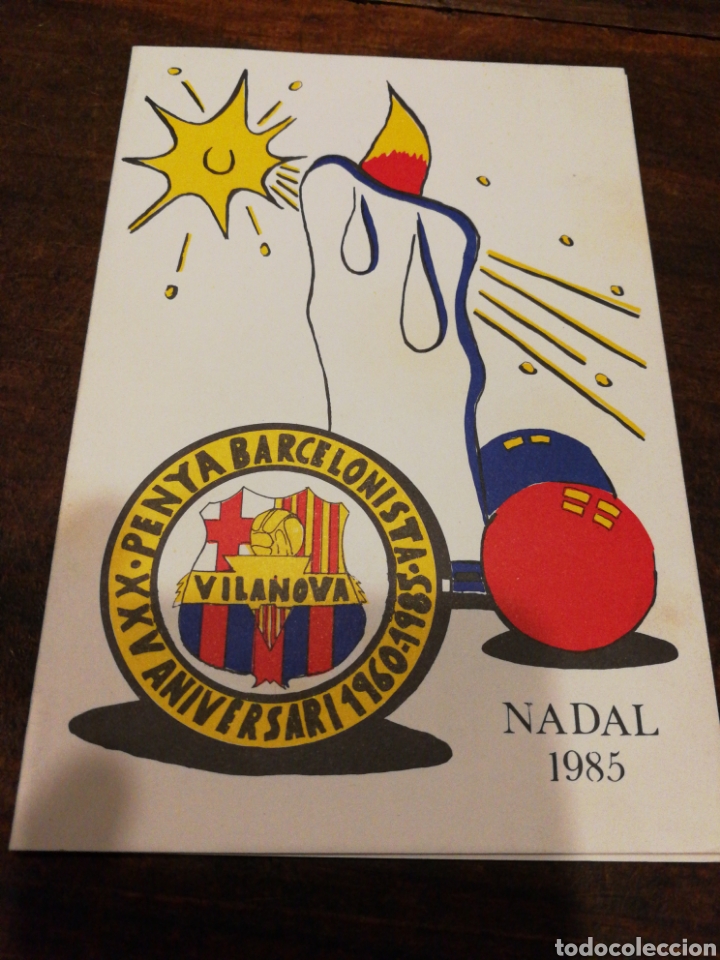 PENYA BARCELONISTA · XXV ANIVERSARI 1960-1985 ·
VILANOVA
NADAL
1985
todocoleccion